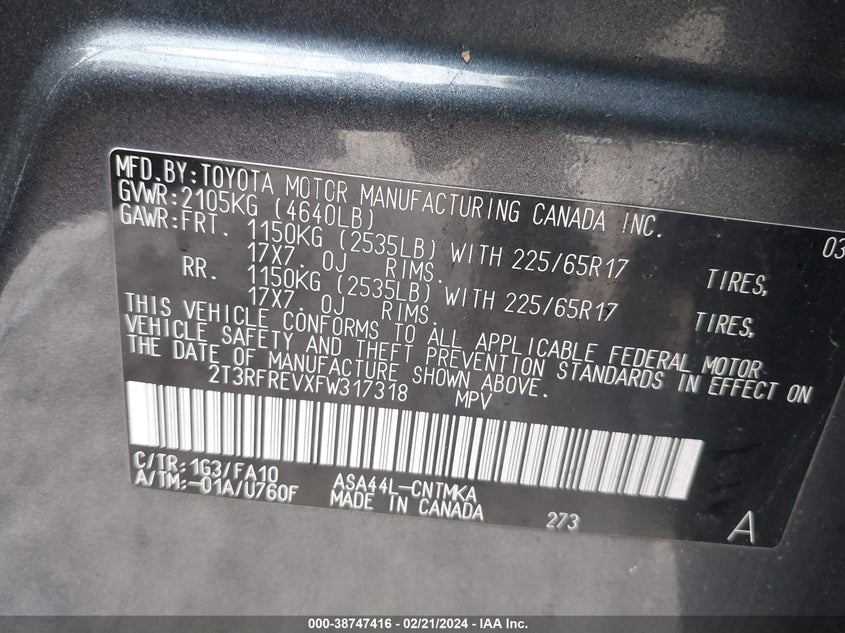 MFD.BY:TOYOTA MOTOR MANUFACTURING CANADA INC. 03
GVWR:2105KG (4640LB)
GAWR:FRT. 1150KG (2535LB) WITH 225/65R17 TIRES,
17X7. 0J RIMS.
RR. 1150KG (2535LB) WITH 225/65R17 TIRES,
17X7. 0J RIMS.
THIS VEHICLE CONFORMS TO ALL APPLICABLE FEDERAL MOTOR
VEHICLE SAFETY AND THEFT PREVENTION STANDARDS IN EFFECT ON
THE DATE OF MANUFACTURE SHOWN ABOVE.
2T3RFREVXFW317318 MPV
C/TR:1G3/FA10 ASA44L-CNTMKA
A/TM:-01A/U760F MADE IN CANADA 273 A
000-38747416 - 02/21/2024 - IAA Inc.